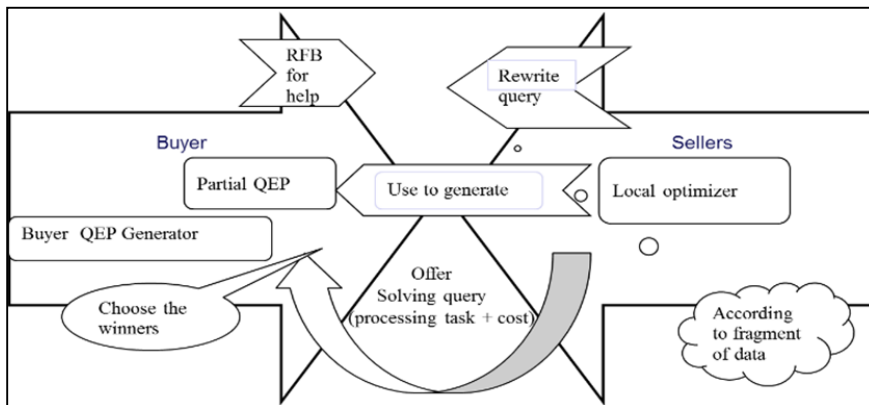 RFB
for
help
Rewrite
query
Buyer
Sellers
Partial QEP
Use to generate
Local optimizer
Buyer QEP Generator
Offer
Solving query
(processing task + cost)
Choose the
winners
According
to fragment
of data